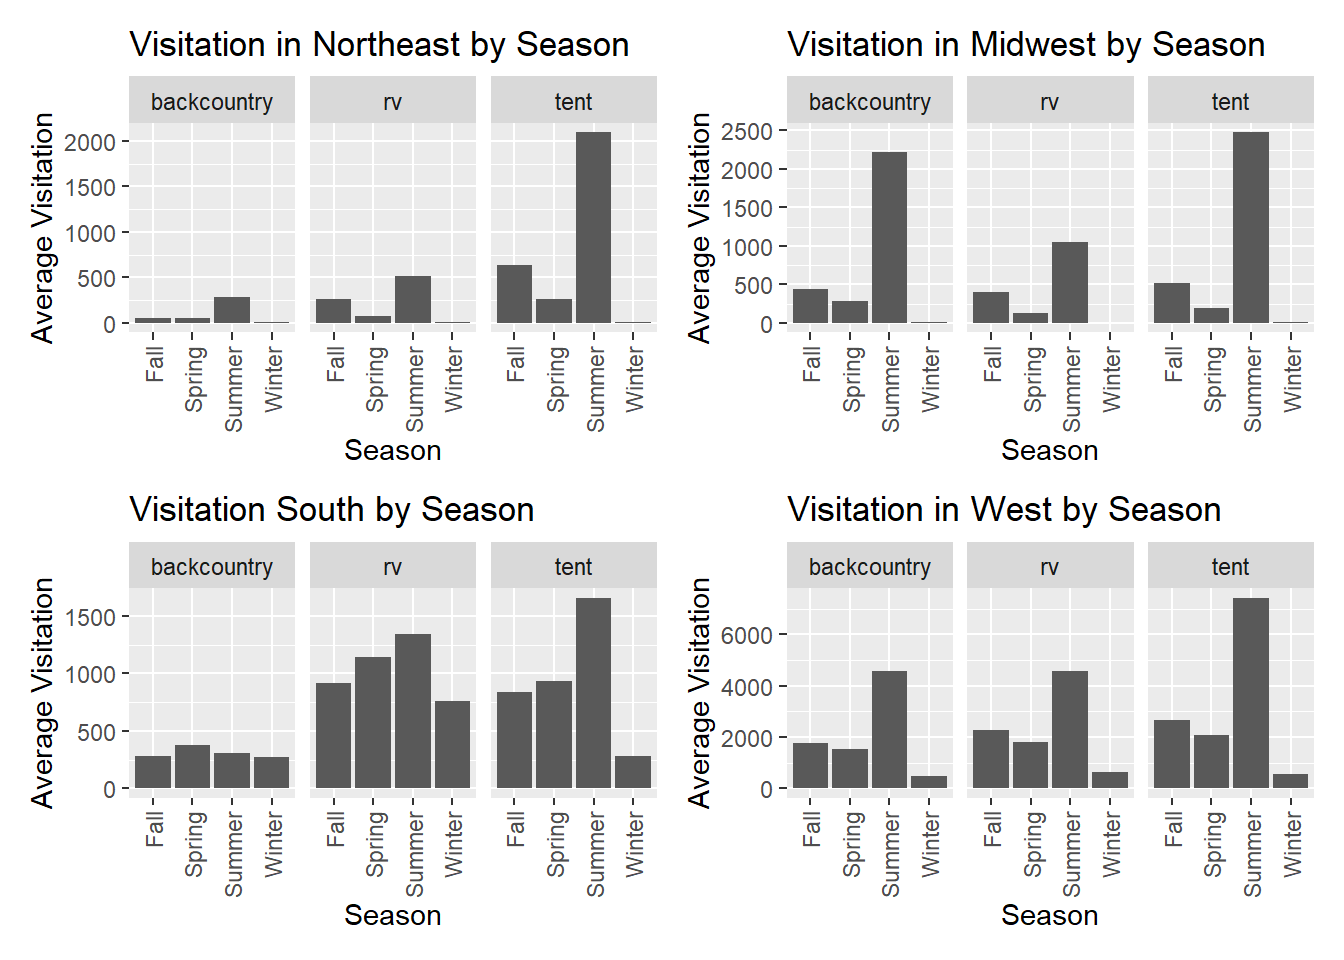 Visitation in Northeast by Season
backcountry rv tent
Average Visitation
2000
1500
1000
500
0
Fall Spring Summer Winter Fall Spring Summer Winter Fall Spring Summer Winter
Season
Visitation in Midwest by Season
backcountry rv tent
Average Visitation
2500
2000
1500
1000
500
0
Fall Spring Summer Winter Fall Spring Summer Winter Fall Spring Summer Winter
Season
Visitation South by Season
backcountry rv tent
Average Visitation
1500
1000
500
0
Fall Spring Summer Winter Fall Spring Summer Winter Fall Spring Summer Winter
Season
Visitation in West by Season
backcountry rv tent
Average Visitation
6000
4000
2000
0
Fall Spring Summer Winter Fall Spring Summer Winter Fall Spring Summer Winter
Season